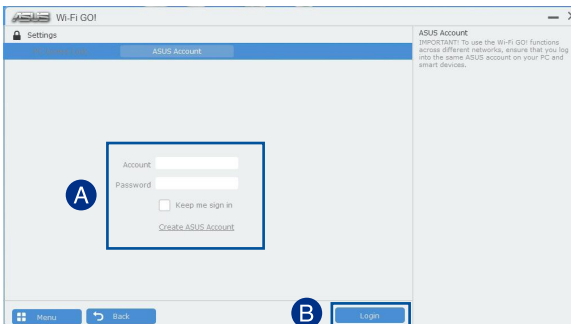 ASUS Wi-Fi GO!
Settings
ASUS Account
Account
Password
Keep me sign in
Create ASUS Account
A
Menu
Back
B
Login
ASUS Account
IMPORTANT! To use the Wi-Fi GO! functions
across different networks, ensure that you log
into the same ASUS account on your PC and
smart devices.